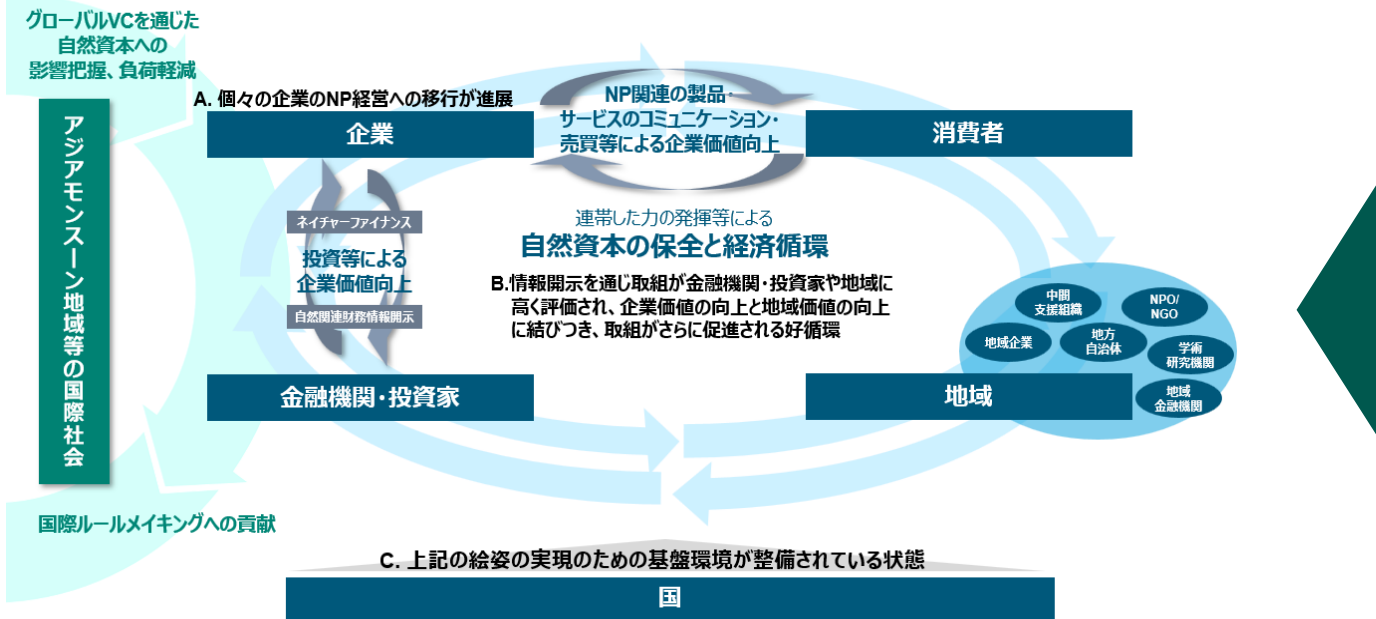 グローバルVCを通じた
自然資本への
影響把握、負荷軽減
アジアモンスーン地域等の国際社会
国際ルールメイキングへの貢献
A. 個々の企業のNP経営への移行が進展
企業
NP関連の製品・
サービスのコミュニケーション・
売買等による企業価値向上
消費者
ネイチャーファイナンス
投資等による
企業価値向上
自然関連財務情報開示
連帯した力の発揮等による
自然資本の保全と経済循環
B.情報開示を通じ取組が金融機関・投資家や地域に
高く評価され、企業価値の向上と地域価値の向上
に結びつき、取組がさらに促進される好循環
中間
支援組織
NPO/
NGO
地域企業
地方
自治体
学術
研究機関
地域
金融機関
金融機関・投資家
地域
C. 上記の絵姿の実現のための基盤環境が整備されている状態
国